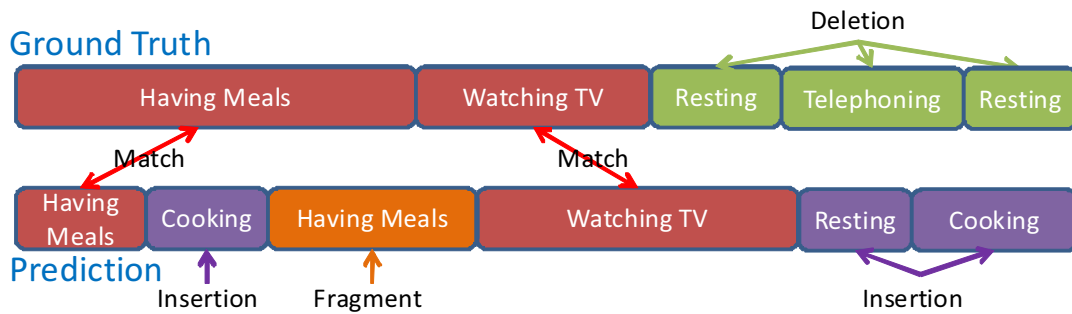 Deletion
Ground Truth
Having Meals Watching TV Resting Telephoning Resting
Match Match
Having
Meals
Cooking Having Meals Watching TV Resting Cooking
Prediction
Insertion Fragment Insertion